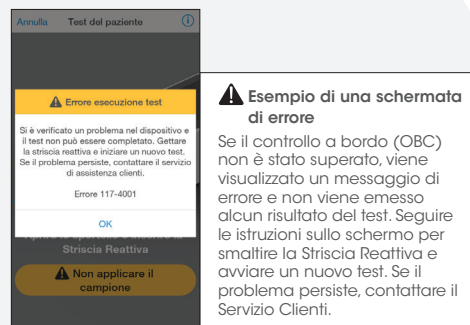 Annulla Test del paziente
Errore esecuzione test
Si è verificato un problema nel dispositivo e
il test non può essere completato. Gettare
la striscia reattiva e iniziare un nuovo test.
Se il problema persiste, contattare il servizio
di assistenza clienti.
Errore 117-4001
OK
Striscia Reattiva
Non applicare il
campione
Esempio di una schermata
di errore
Se il controllo a bordo (OBC)
non è stato superato, viene
visualizzato un messaggio di
errore e non viene emesso
alcun risultato del test. Seguire
le istruzioni sullo schermo per
smaltire la Striscia Reattiva e
avviare un nuovo test. Se il
problema persiste, contattare il
Servizio Clienti.